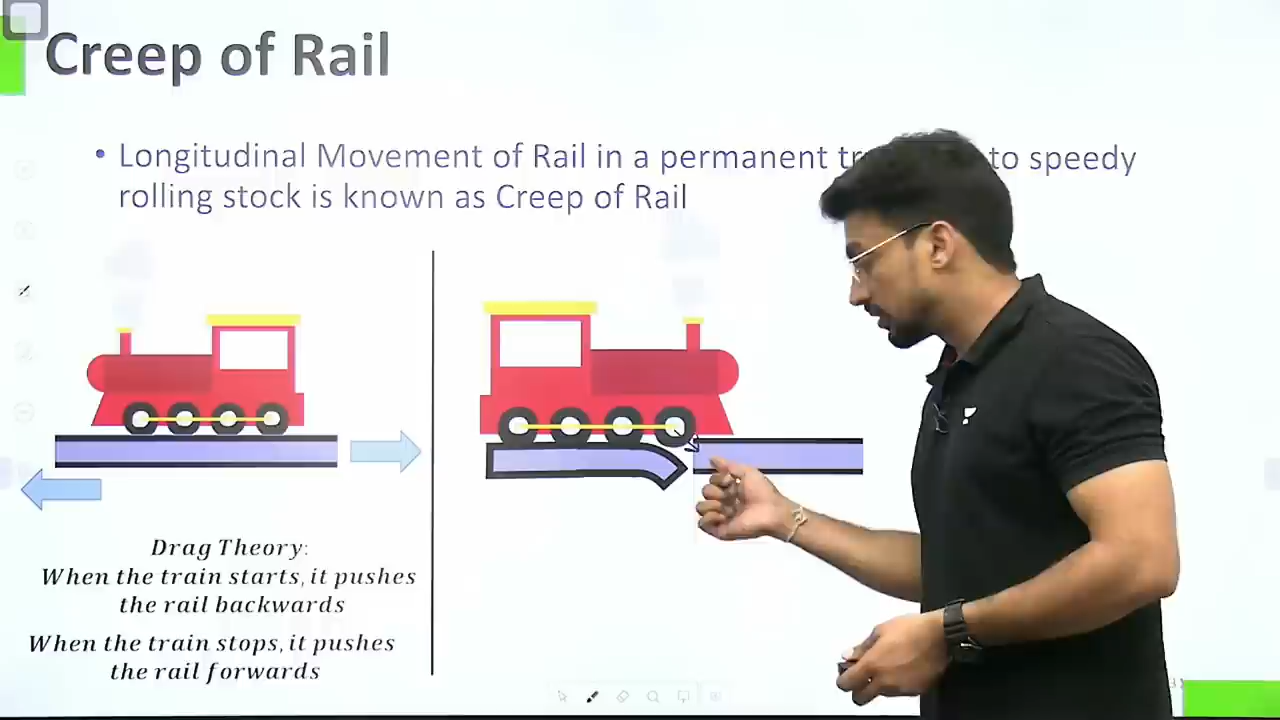 Creep of Rail
• Longitudinal Movement of Rail in a permanent to speedy
rolling stock is known as Creep of Rail
Drag Theory:
When the train starts, it pushes
the rail backwards
When the train stops, it pushes
the rail forwards